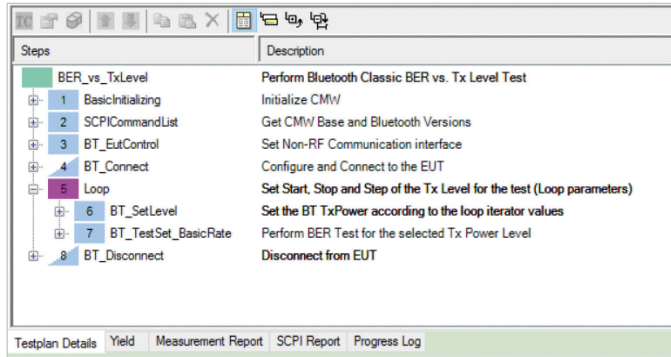 TC
Steps Description
BER_vs_TxLevel Perform Bluetooth Classic BER vs. Tx Level Test
1 BasicInitializing Initialize CMW
2 SCPICommandList Get CMW Base and Bluetooth Versions
3 BT_EutControl Set Non-RF Communication interface
4 BT_Connect Configure and Connect to the EUT
5 Loop Set Start, Stop and Step of the Tx Level for the test (Loop parameters)
6 BT_SetLevel Set the BT TxPower according to the loop iterator values
7 BT_TestSet_BasicRate Perform BER Test for the selected Tx Power Level
8 BT_Disconnect Disconnect from EUT
Testplan Details Yield Measurement Report SCPI Report Progress Log